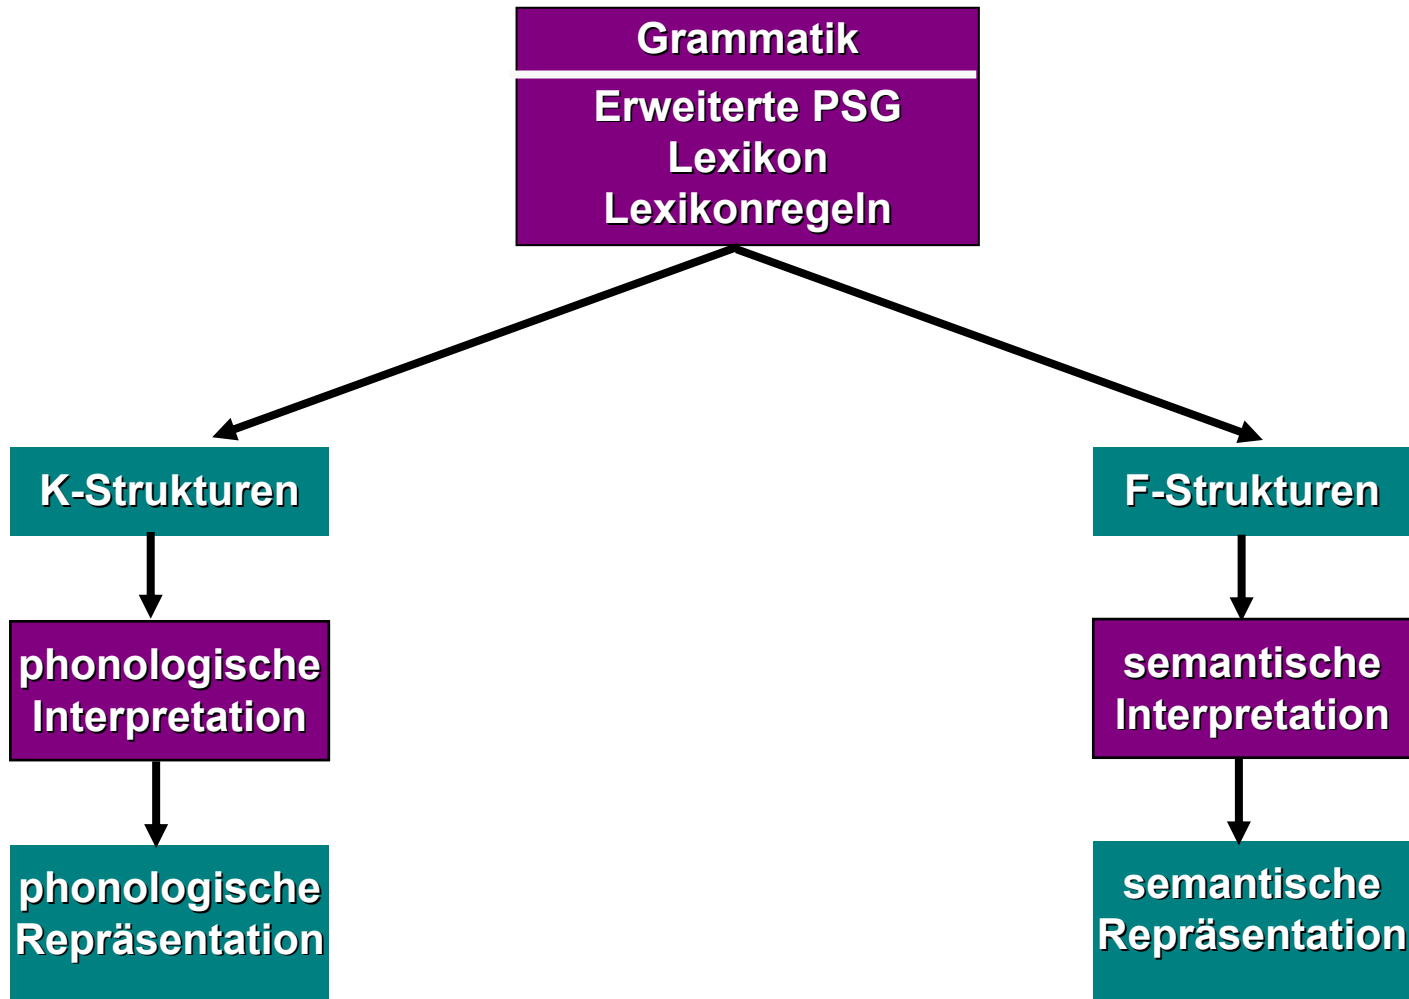 Grammatik
Erweiterte PSG
Lexikon
Lexikonregeln
K-Strukturen
F-Strukturen
phonologische
Interpretation
semantische
Interpretation
phonologische
Repräsentation
semantische
Repräsentation